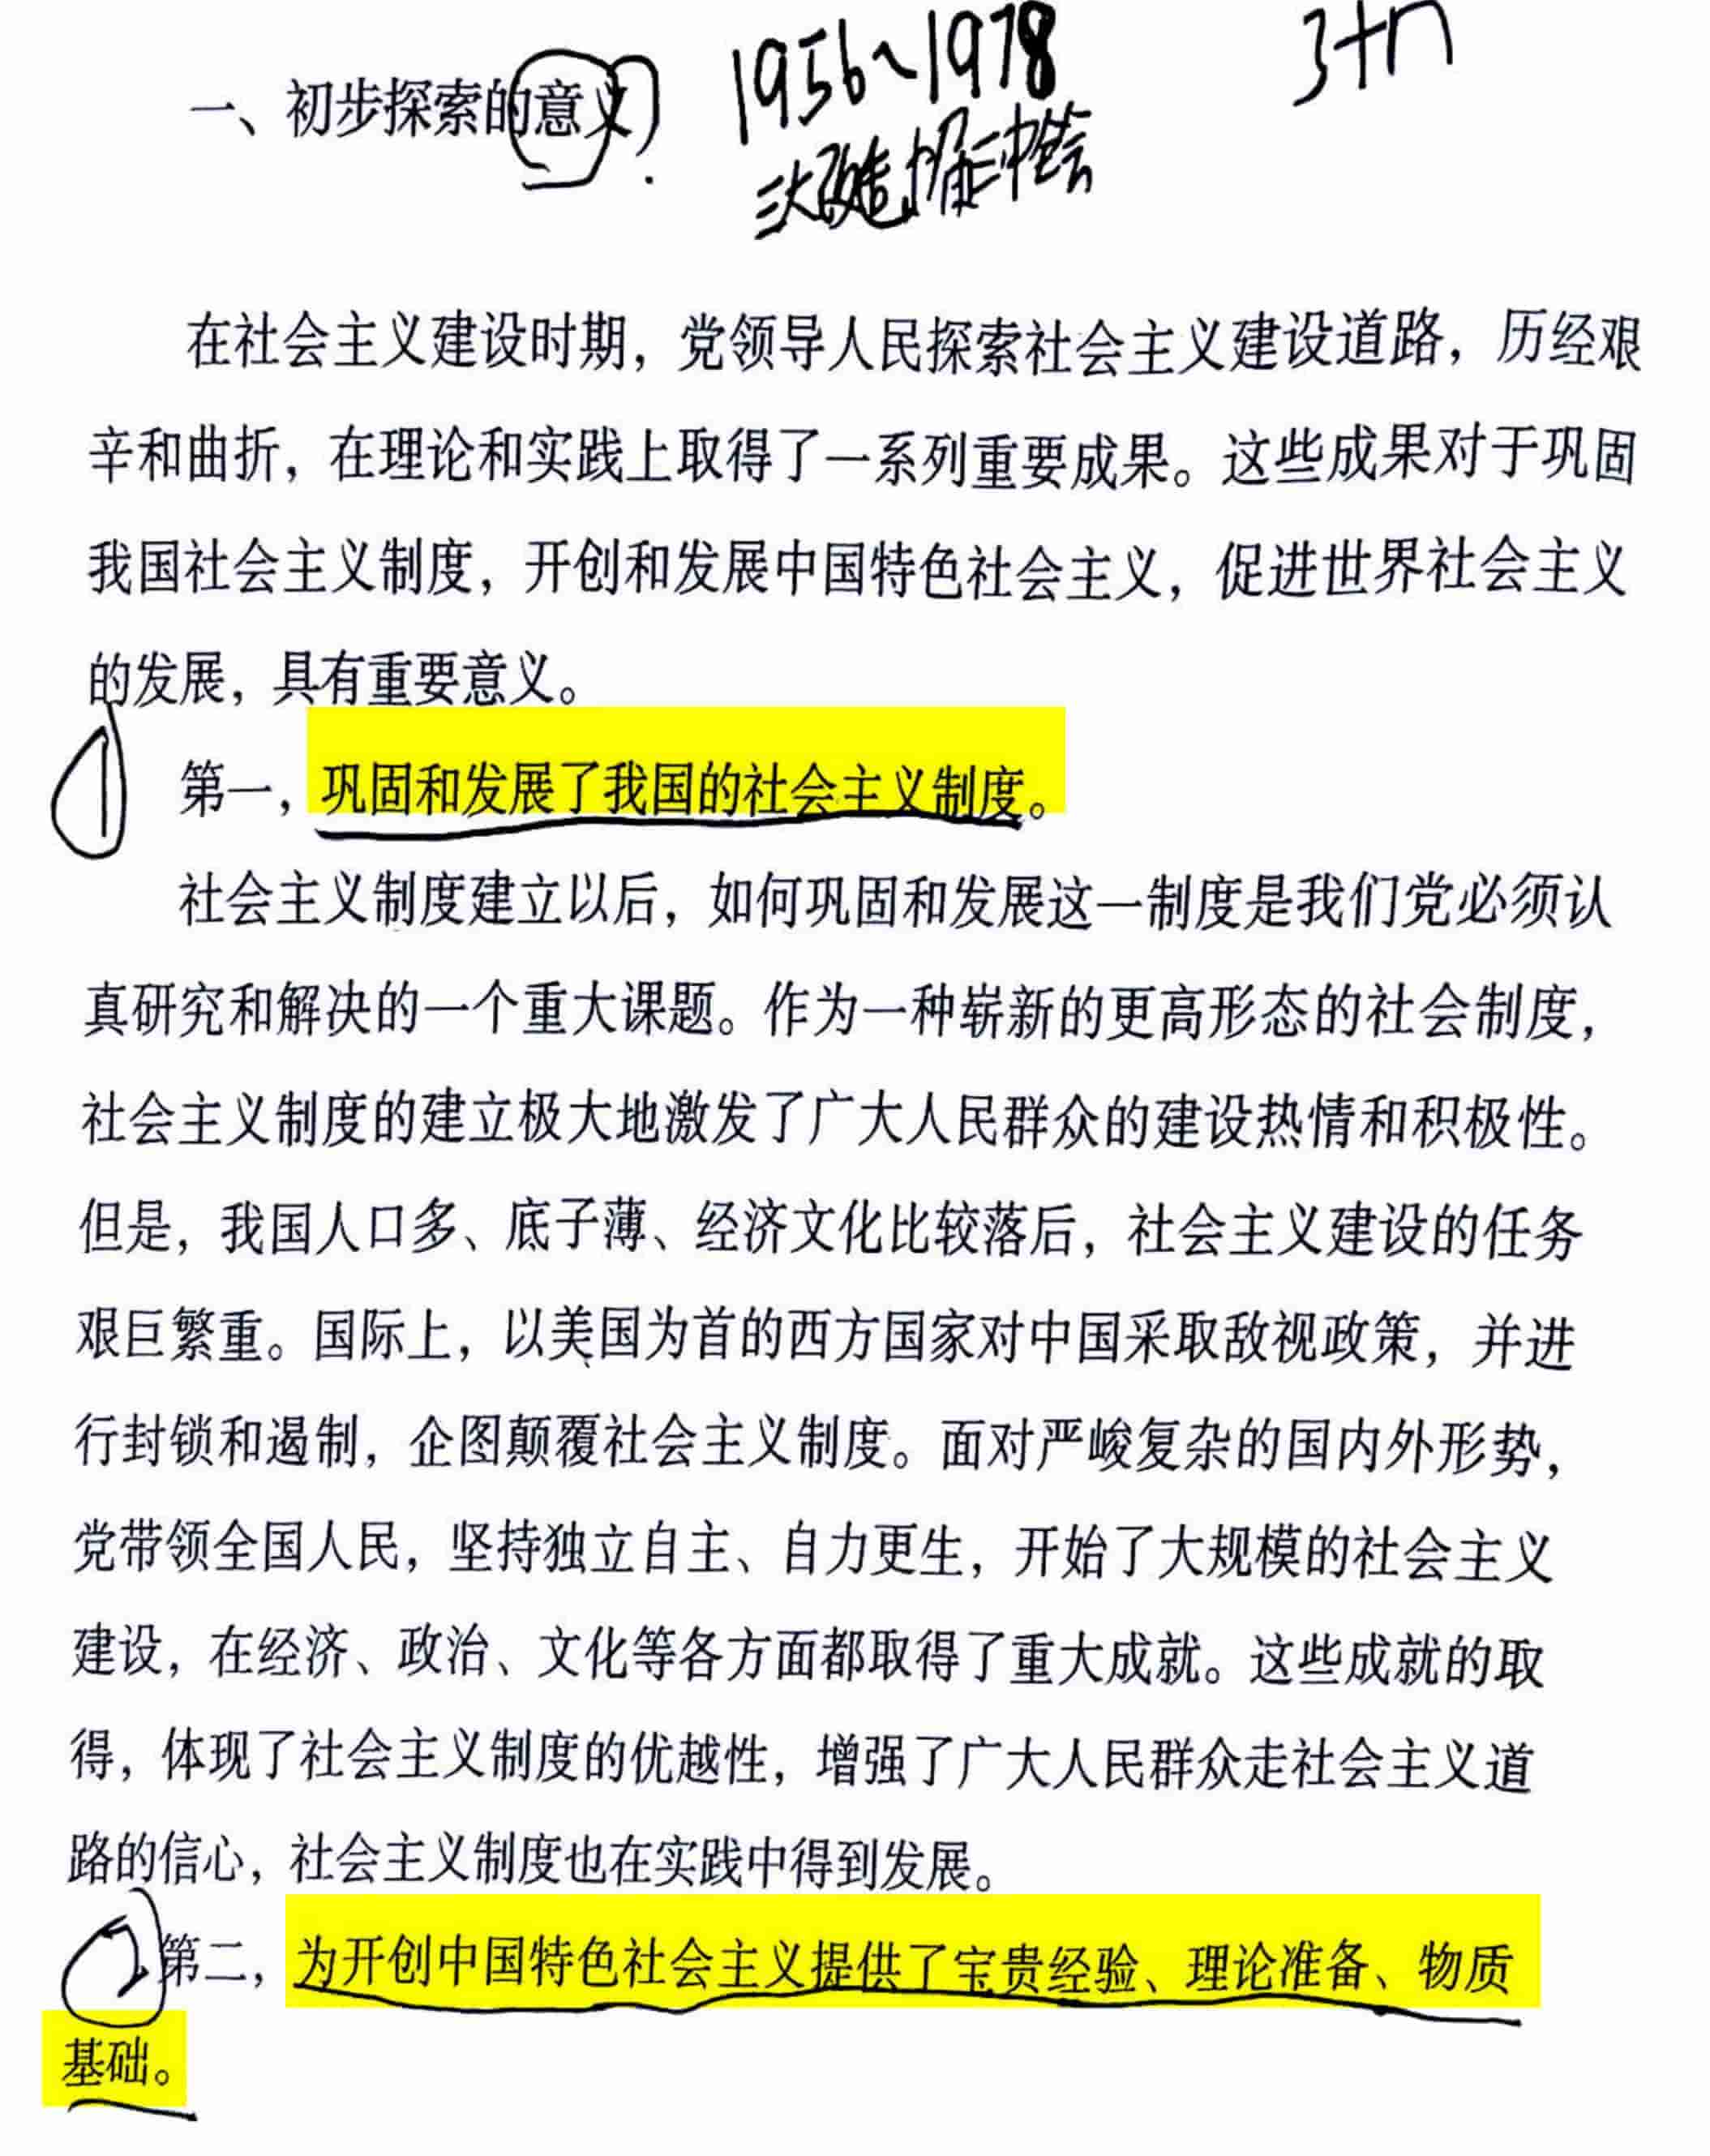 一、初步探索的意义
1956~1978
三大改造 十一届三中全会
3+n
在社会主义建设时期，党领导人民探索社会主义建设道路，历经艰
辛和曲折，在理论和实践上取得了一系列重要成果。这些成果对于巩固
我国社会主义制度，开创和发展中国特色社会主义，促进世界社会主义
的发展，具有重要意义。
① 第一，巩固和发展了我国的社会主义制度。
社会主义制度建立以后，如何巩固和发展这一制度是我们党必须认
真研究和解决的一个重大课题。作为一种崭新的更高形态的社会制度，
社会主义制度的建立极大地激发了广大人民群众的建设热情和积极性。
但是，我国人口多、底子薄、经济文化比较落后，社会主义建设的任务
艰巨繁重。国际上，以美国为首的西方国家对中国采取敌视政策，并进
行封锁和遏制，企图颠覆社会主义制度。面对严峻复杂的国内外形势，
党带领全国人民，坚持独立自主、自力更生，开始了大规模的社会主义
建设，在经济、政治、文化等各方面都取得了重大成就。这些成就的取
得，体现了社会主义制度的优越性，增强了广大人民群众走社会主义道
路的信心，社会主义制度也在实践中得到发展。
② 第二，为开创中国特色社会主义提供了宝贵经验、理论准备、物质
基础。